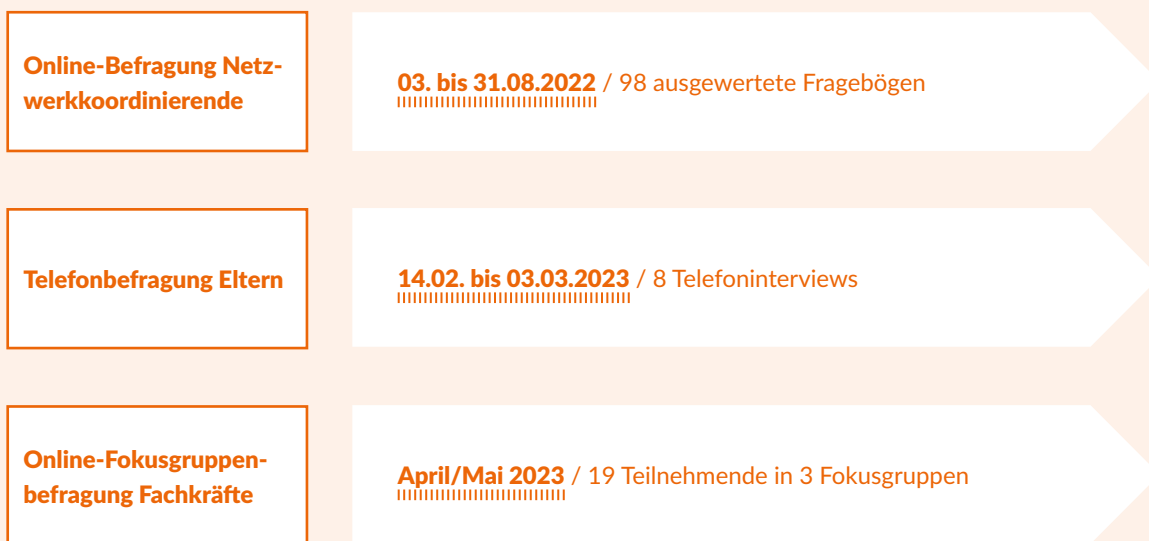 Online-Befragung Netz-
werkkoordinierende
03. bis 31.08.2022 / 98 ausgewertete Fragebögen
Telefonbefragung Eltern
14.02. bis 03.03.2023 / 8 Telefoninterviews
Online-Fokusgruppen-
befragung Fachkräfte
April/Mai 2023 / 19 Teilnehmende in 3 Fokusgruppen